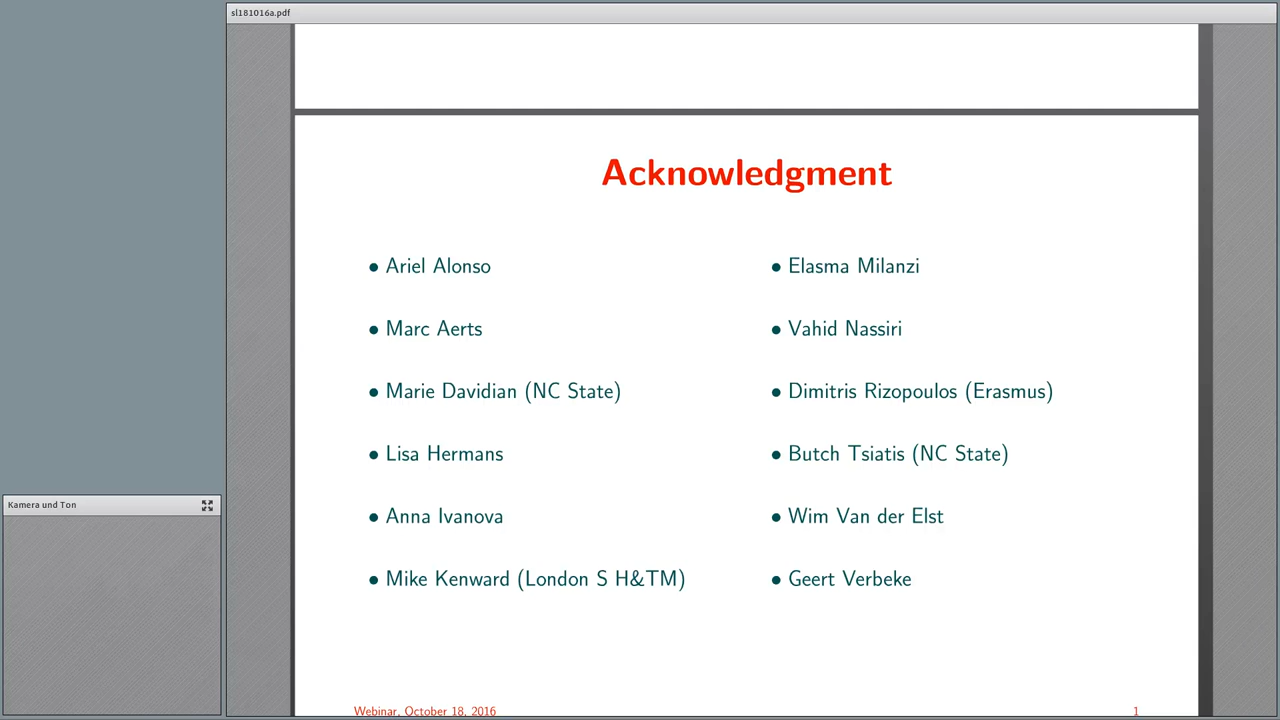 sl181016a.pdf
Acknowledgment
• Ariel Alonso
• Marc Aerts
• Marie Davidian (NC State)
• Lisa Hermans
• Anna Ivanova
• Mike Kenward (London S H&TM)
• Elasma Milanzi
• Vahid Nassiri
• Dimitris Rizopoulos (Erasmus)
• Butch Tsiatis (NC State)
• Wim Van der Elst
• Geert Verbeke
Webinar, October 18, 2016
1
Kamera und Ton